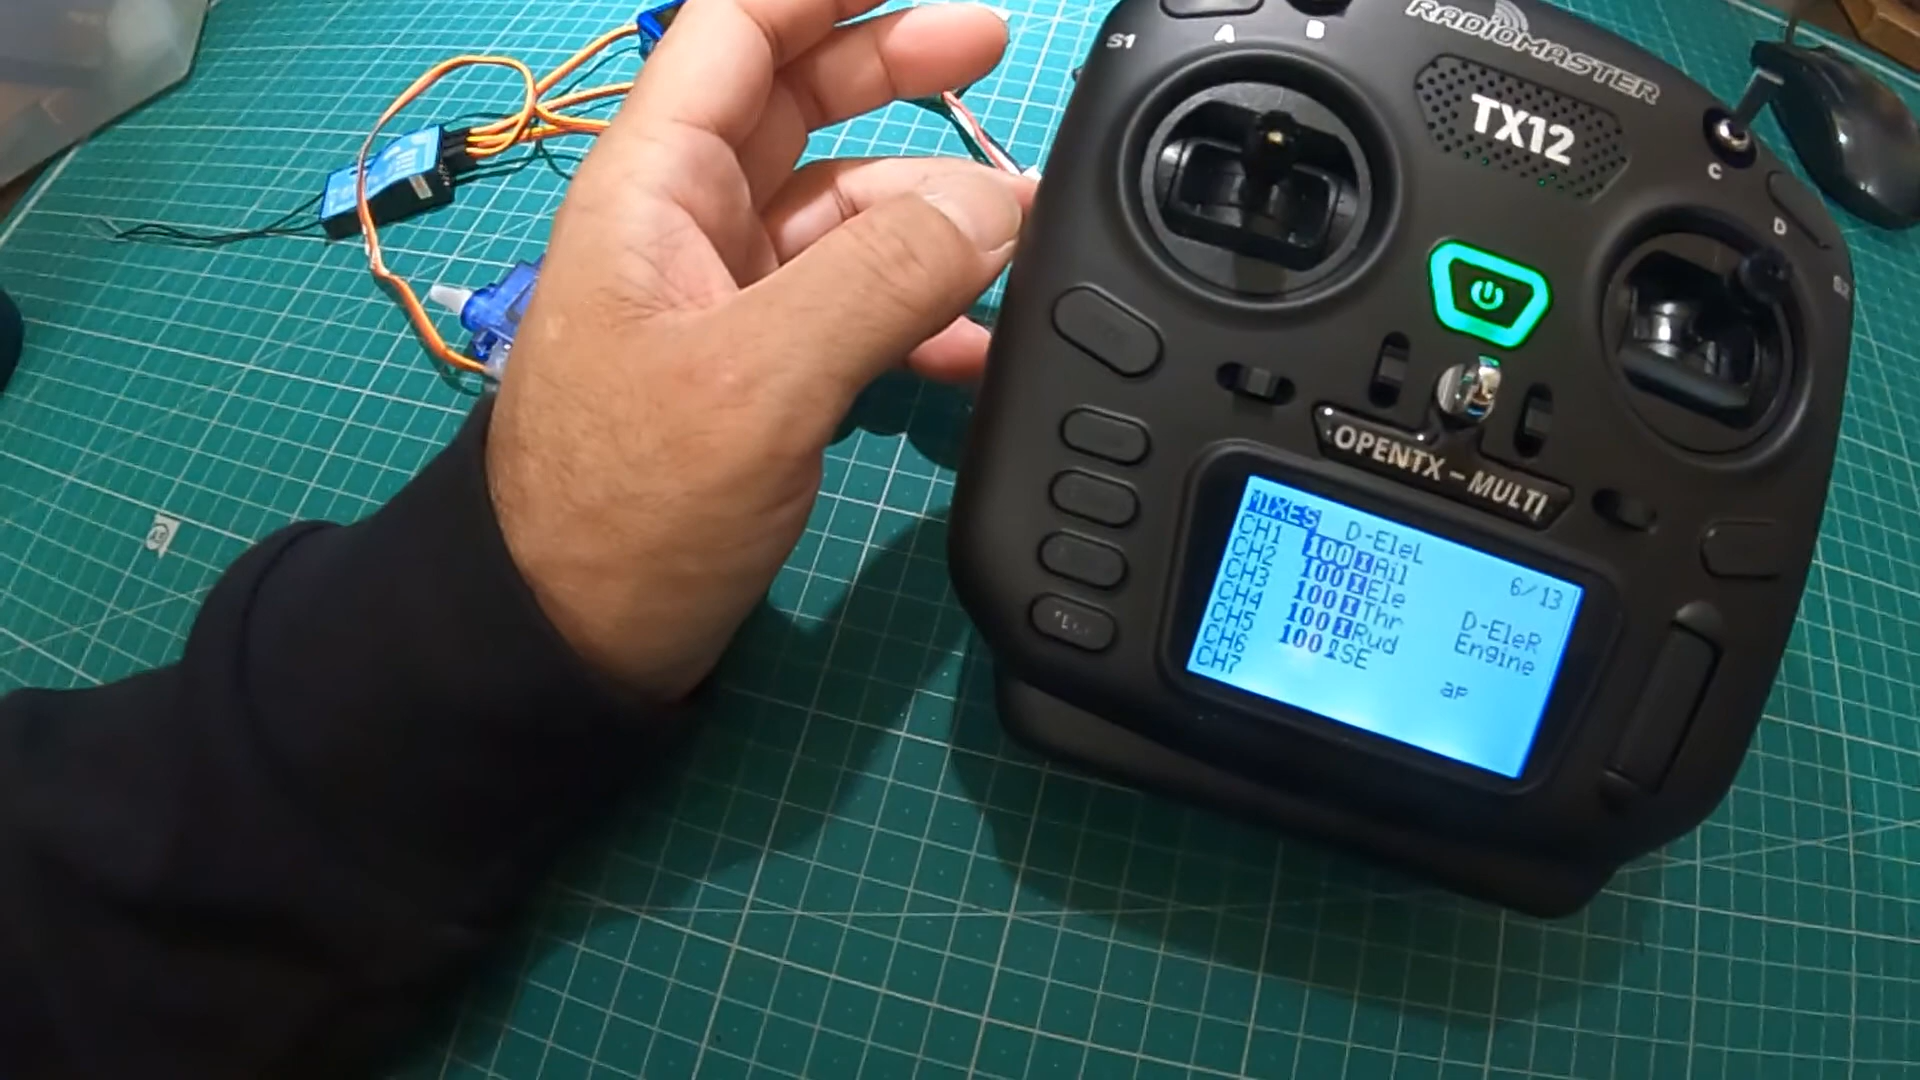 S1
A
B
RADIOMASTER
TX12
C
D
OPENTX - MULTI
MIXES D-EleL 6/13
CH1 100 I Ail
CH2 100 I Ele D-EleR
CH3 100 I Thr Engine
CH4 100 I Rud
CH5 100 SE ap
CH6
CH7